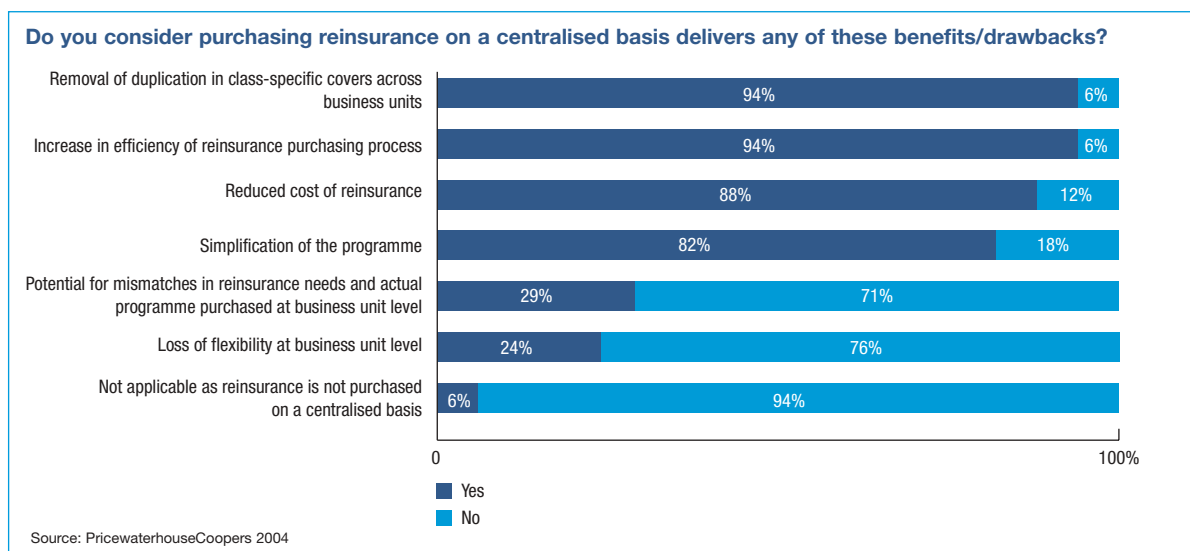 Do you consider purchasing reinsurance on a centralised basis delivers any of these benefits/drawbacks?
Removal of duplication in class-specific covers across
business units
94%
6%
Increase in efficiency of reinsurance purchasing process
94%
6%
Reduced cost of reinsurance
88%
12%
Simplification of the programme
82%
18%
Potential for mismatches in reinsurance needs and actual
programme purchased at business unit level
29%
71%
Loss of flexibility at business unit level
24%
76%
Not applicable as reinsurance is not purchased
on a centralised basis
6%
94%
0
100%
Yes
No
Source: PricewaterhouseCoopers 2004